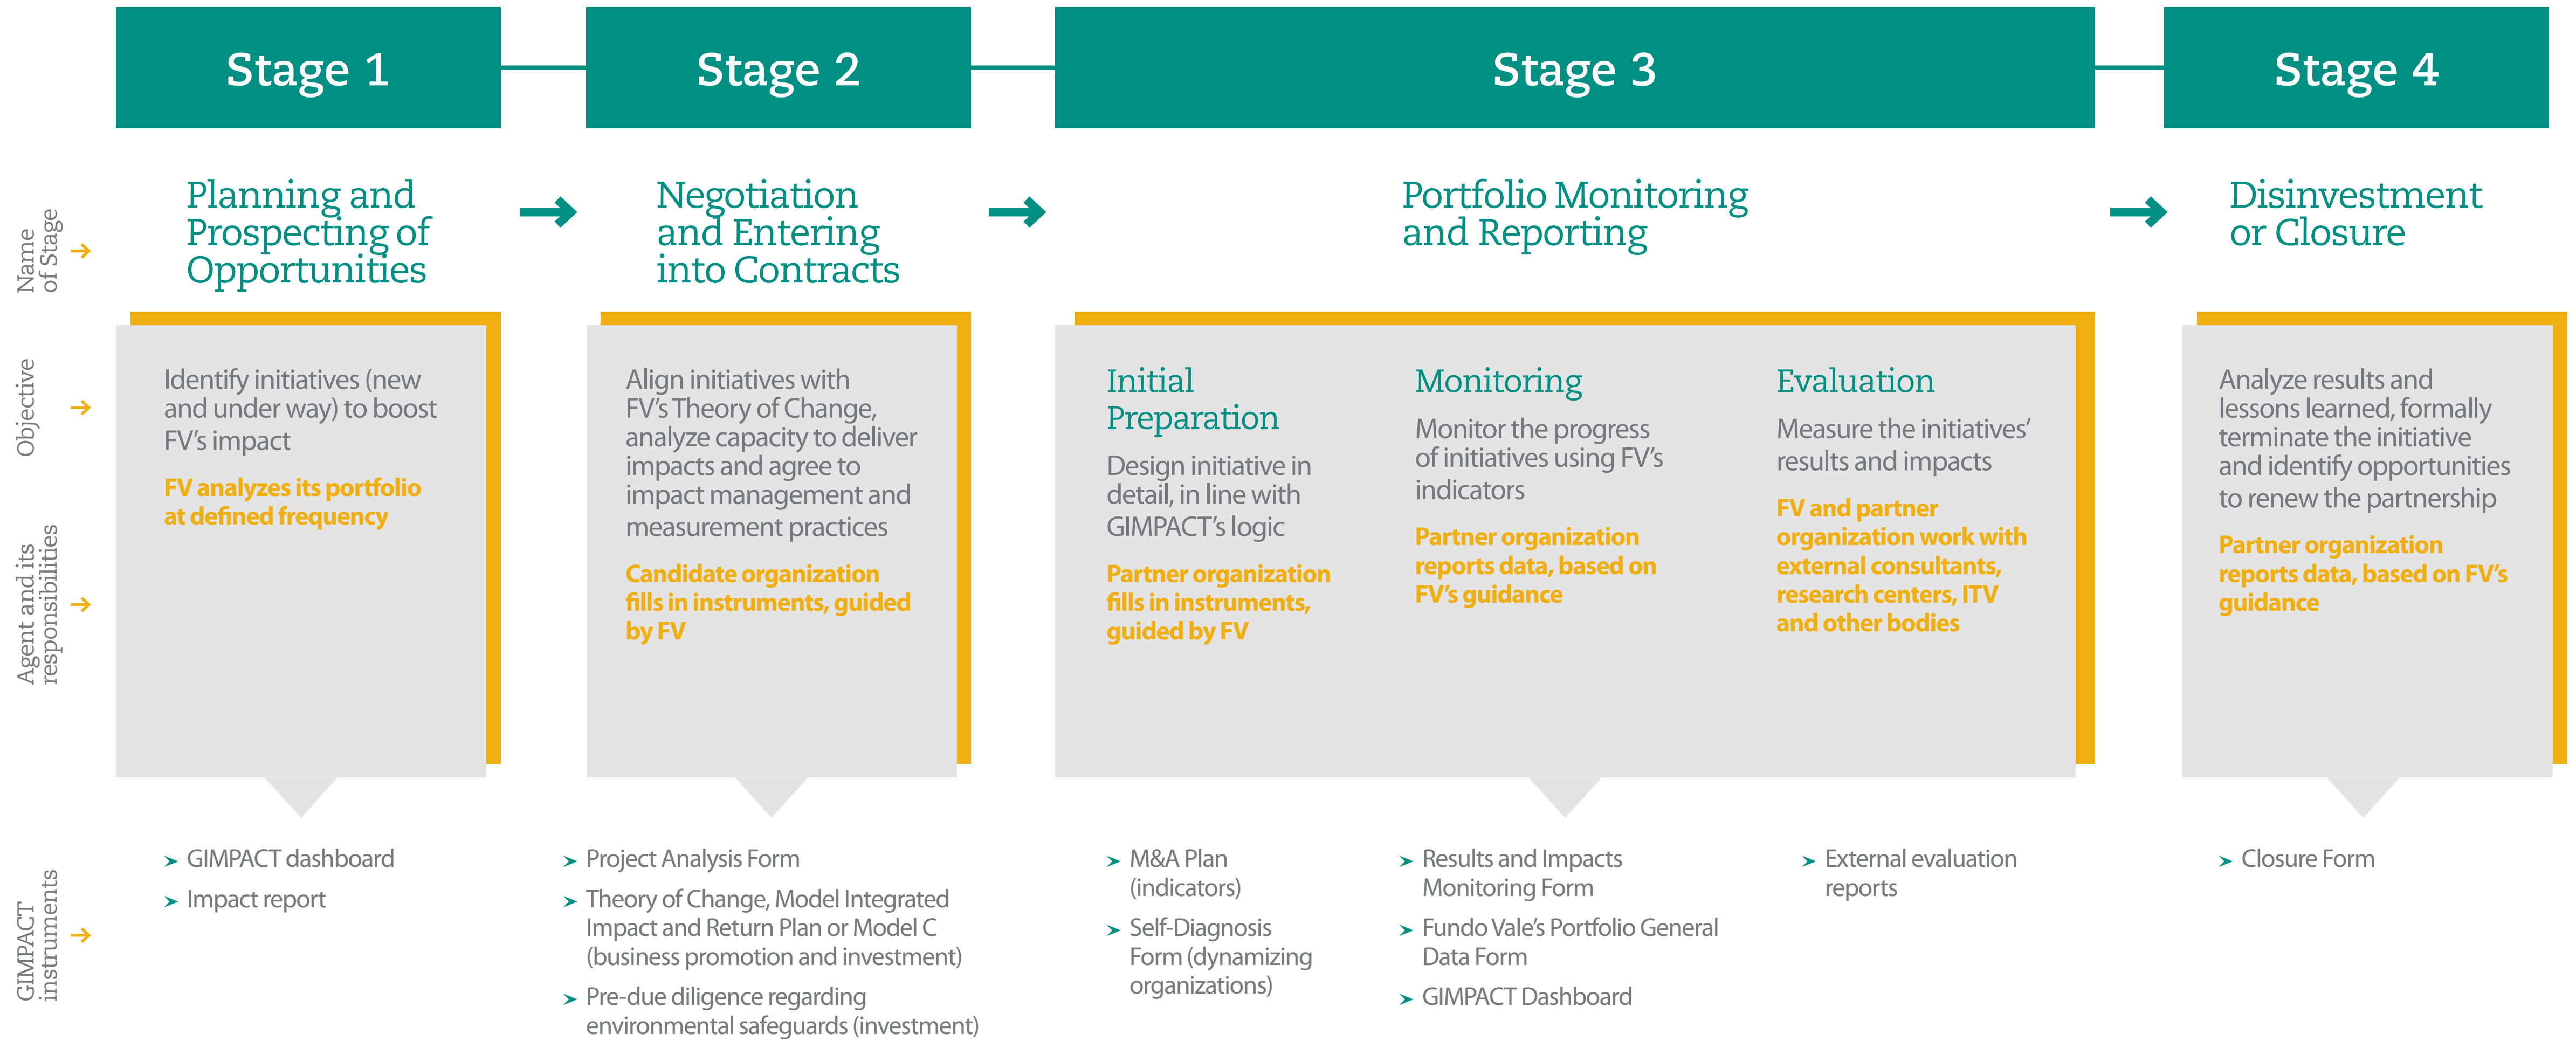 Stage 1
Stage 2
Stage 3
Stage 4
Name
of Stage
Planning and
Prospecting of
Opportunities
Negotiation
and Entering
into Contracts
Portfolio Monitoring
and Reporting
Disinvestment
or Closure
Objective
Agent and its
responsibilities
Identify initiatives (new
and under way) to boost
FV's impact
FV analyzes its portfolio
at defined frequency
Align initiatives with
FV's Theory of Change,
analyze capacity to deliver
impacts and agree to
impact management and
measurement practices
Candidate organization
fills in instruments, guided
by FV
Initial
Preparation
Design initiative in
detail, in line with
GIMPACT's logic
Partner organization
fills in instruments,
guided by FV
Monitoring
Monitor the progress
of initiatives using FV's
indicators
Partner organization
reports data, based on
FV's guidance
Evaluation
Measure the initiatives'
results and impacts
FV and partner
organization work with
external consultants,
research centers, ITV
and other bodies
Analyze results and
lessons learned, formally
terminate the initiative
and identify opportunities
to renew the partnership
Partner organization
reports data, based on FV's
guidance
GIMPACT
instruments
➤ GIMPACT dashboard
➤ Impact report
➤ Project Analysis Form
➤ Theory of Change, Model Integrated
Impact and Return Plan or Model C
(business promotion and investment)
➤ Pre-due diligence regarding
environmental safeguards (investment)
➤ M&A Plan
(indicators)
➤ Self-Diagnosis
Form (dynamizing
organizations)
➤ Results and Impacts
Monitoring Form
➤ Fundo Vale's Portfolio General
Data Form
➤ GIMPACT Dashboard
➤ External evaluation
reports
➤ Closure Form